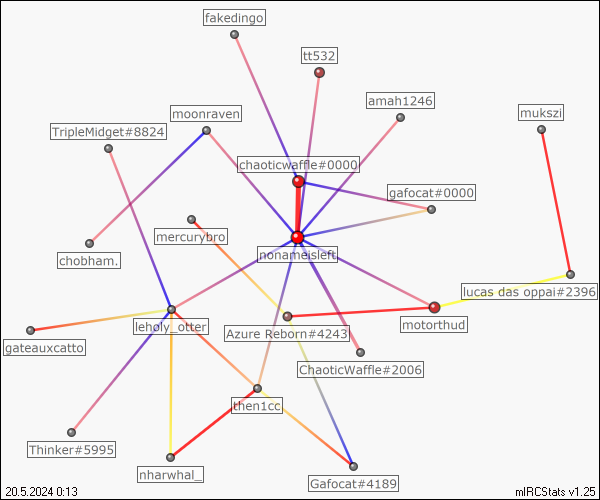 fakedingo
tt532
amah1246
moonraven
mukszi
TripleMidget#8824
chaoticwaffle#0000
gafocat#0000
mercurybro
chobham.
nonameisleft
lucas das oppai#2396
leholy_otter
Azure Reborn#4243
motorthud
gateauxcatto
ChaoticWaffle#2006
then1cc
Thinker#5995
nharwhal_
Gafocat#4189
20.5.2024 0:13
mIRCStats v1.25